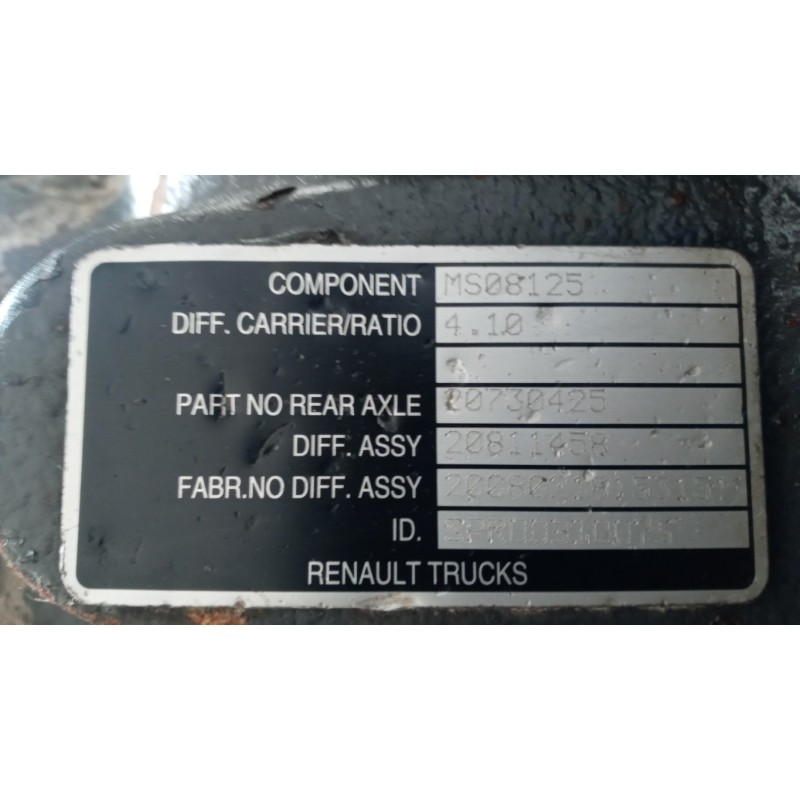 COMPONENT MS08125
DIFF. CARRIER/RATIO 4.10
PART NO REAR AXLE 20730425
DIFF. ASSY 20811458
FABR.NO DIFF. ASSY
ID.
RENAULT TRUCKS